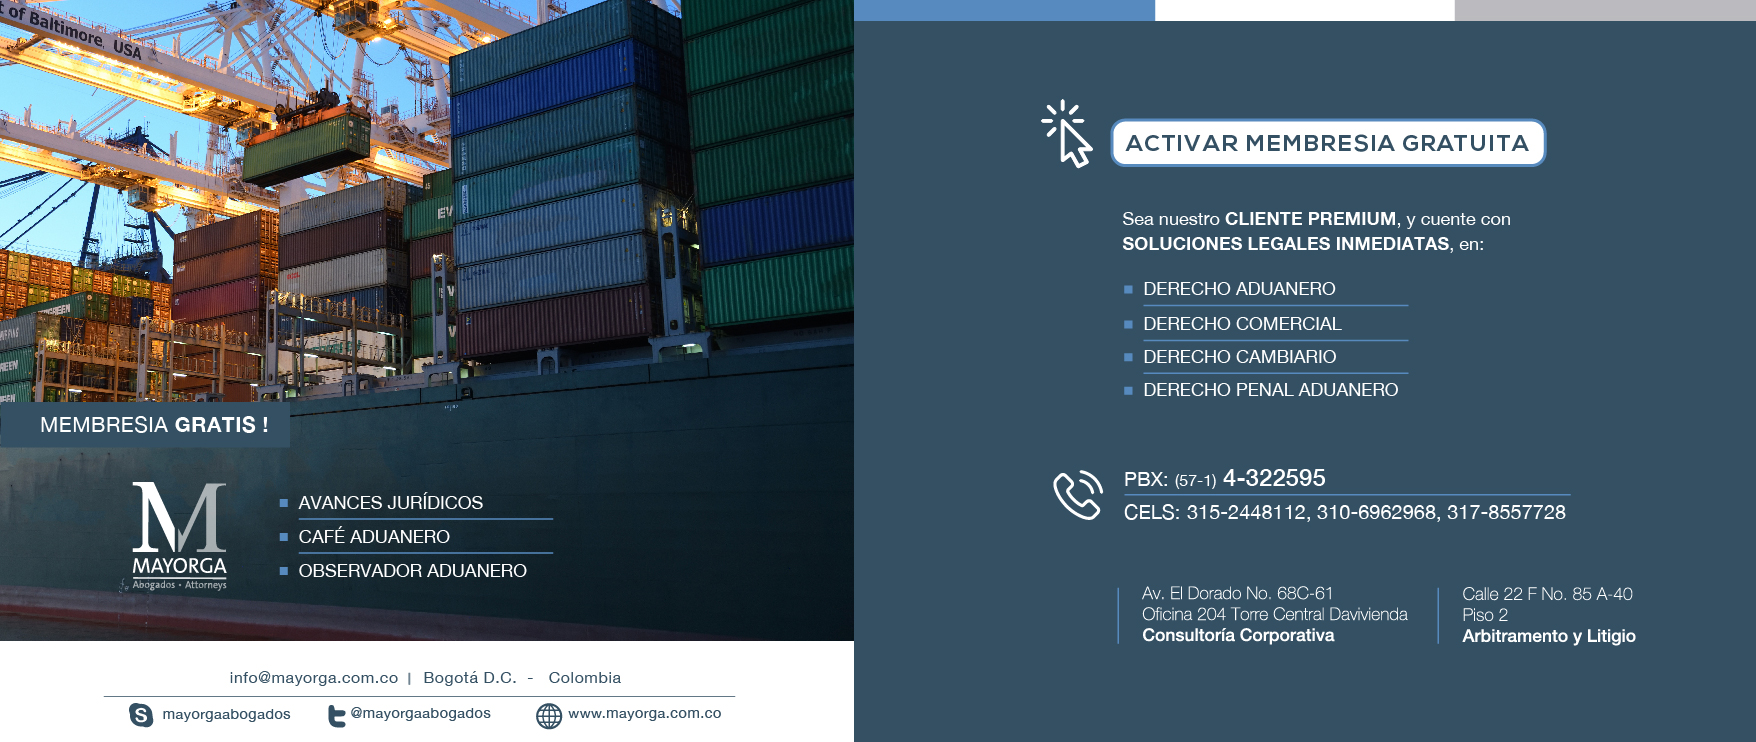 t of Baltimore, USA
MEMBRESIA GRATIS !
M
MAYORGA
Abogados • Attorneys
AVANCES JURÍDICOS
CAFÉ ADUANERO
OBSERVADOR ADUANERO
info@mayorga.com.co | Bogotá D.C. - Colombia
mayorgaabogados
@mayorgaabogados
www.mayorga.com.co
ACTIVAR MEMBRESIA GRATUITA
Sea nuestro CLIENTE PREMIUM, y cuente con
SOLUCIONES LEGALES INMEDIATAS, en:
DERECHO ADUANERO
DERECHO COMERCIAL
DERECHO CAMBIARIO
DERECHO PENAL ADUANERO
PBX: (57-1) 4-322595
CELS: 315-2448112, 310-6962968, 317-8557728
Av. El Dorado No. 68C-61
Oficina 204 Torre Central Davivienda
Consultoría Corporativa
Calle 22 F No. 85 A-40
Piso 2
Arbitramento y Litigio